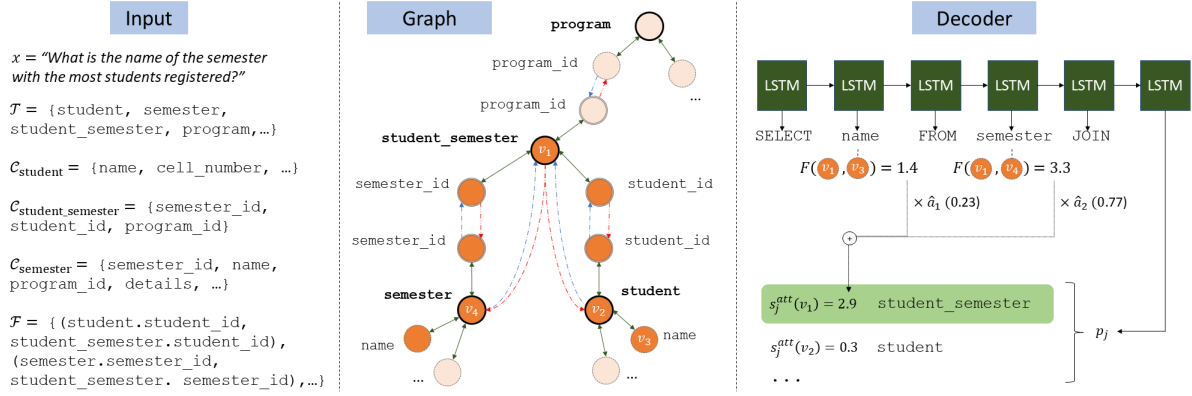 Input
x = “What is the name of the semester
with the most students registered?”
𝒯 = {student, semester,
student_semester, program,…}
𝒞student = {name, cell_number, …}
𝒞student_semester = {semester_id,
student_id, program_id}
𝒞semester = {semester_id, name,
program_id, details, …}
ℱ = {(student.student_id,
student_semester.student_id),
(semester.semester_id,
student_semester. semester_id),…}
Graph
program
program_id
...
program_id
student_semester
v1
semester_id
student_id
semester_id
student_id
semester
student
v4
v2
name
v3
name
...
...
Decoder
LSTM LSTM LSTM LSTM LSTM LSTM
SELECT name FROM semester JOIN
F(v1, v3) = 1.4 F(v1, v4) = 3.3
× â1 (0.23) × â2 (0.77)
+
sj^att(v1) = 2.9 student_semester
pj
sj^att(v2) = 0.3 student
...